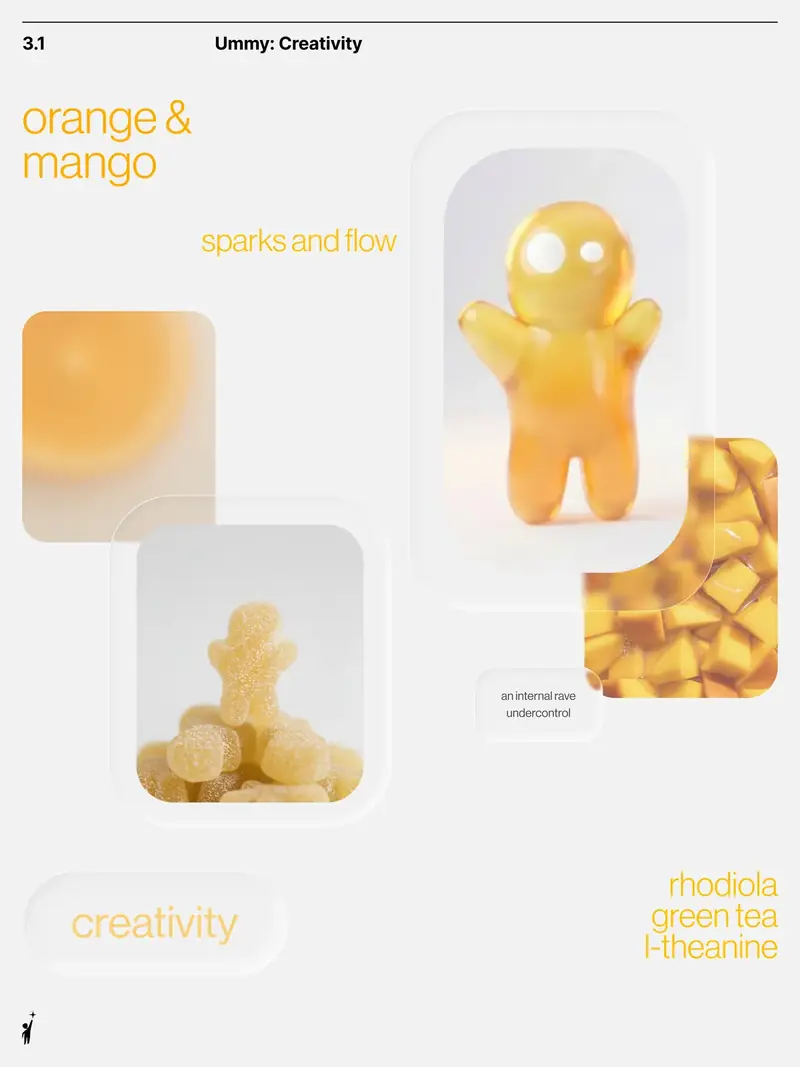 3.1
Ummy: Creativity
orange &
mango
sparks and flow
an internal rave
undercontrol
creativity
rhodiola
green tea
l-theanine